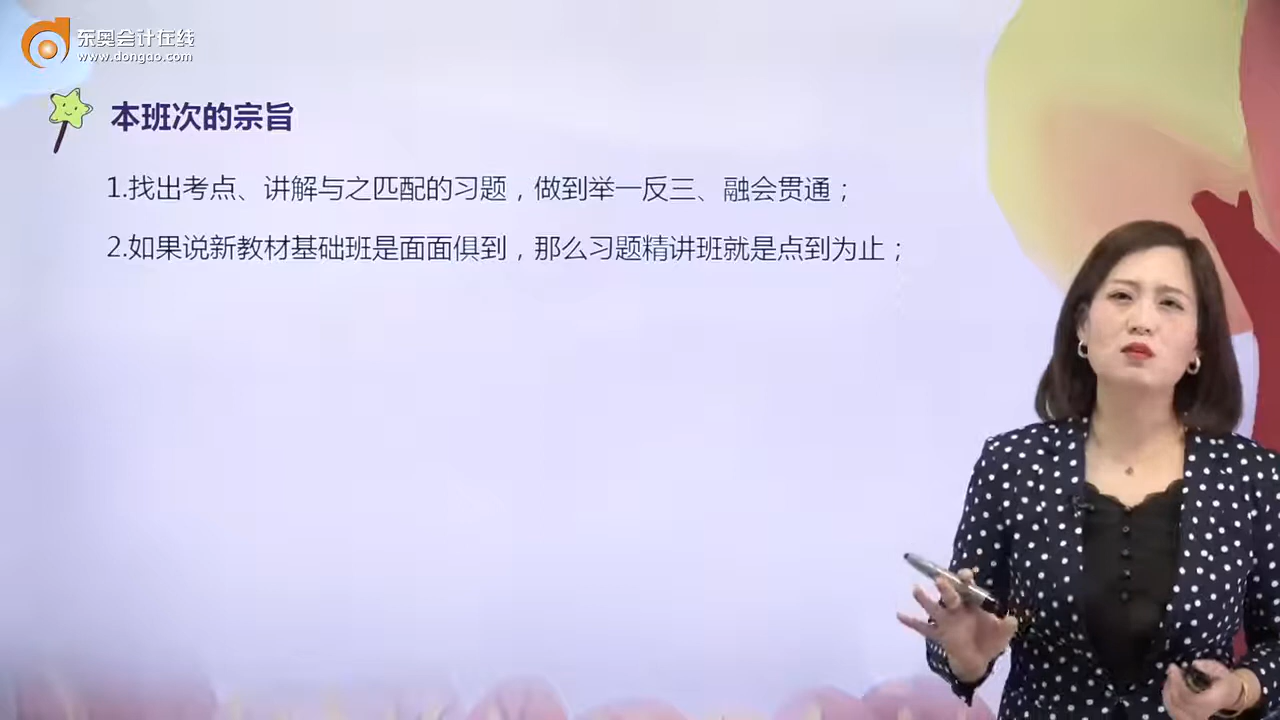 东奥会计在线
www.dongao.com
本班次的宗旨
1.找出考点、讲解与之匹配的习题，做到举一反三、融会贯通；
2.如果说新教材基础班是面面俱到，那么习题精讲班就是点到为止；